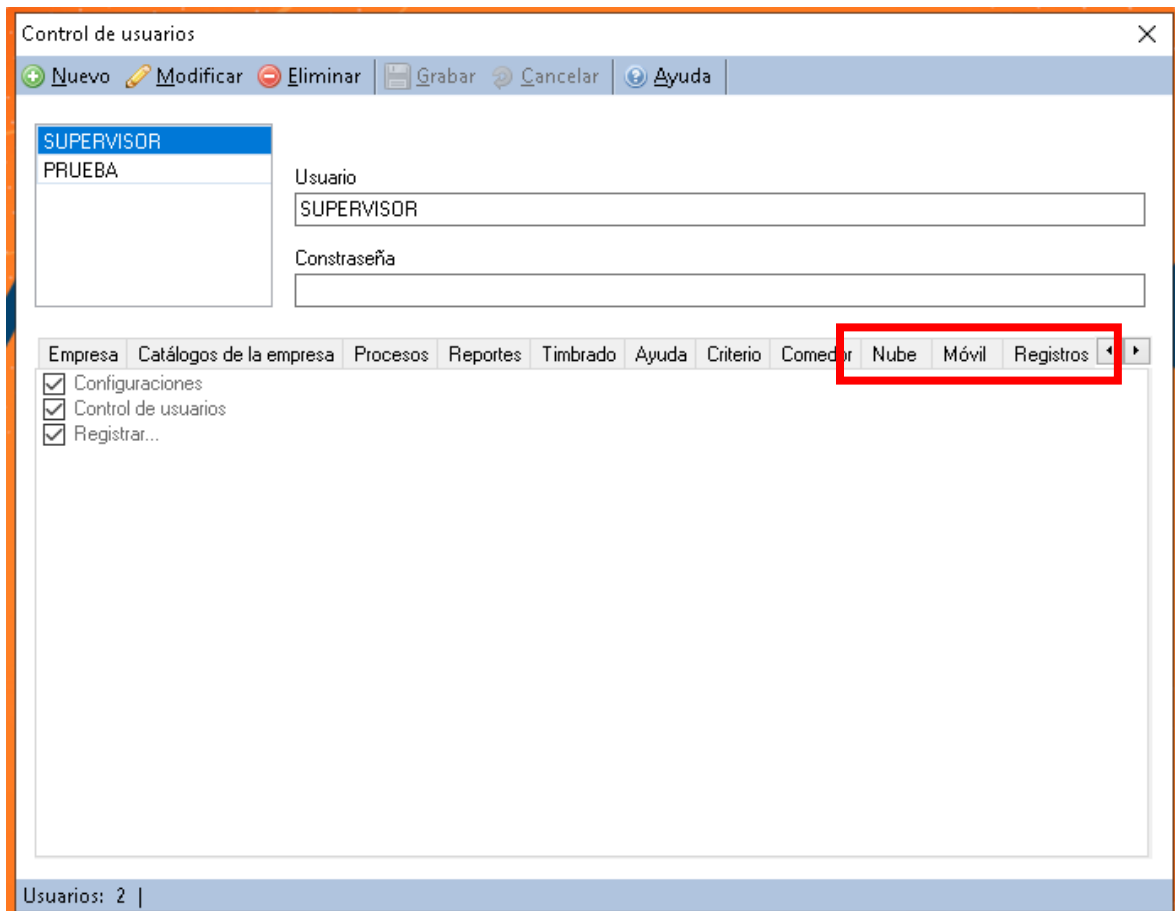 Control de usuarios
Nuevo Modificar Eliminar Grabar Cancelar Ayuda
SUPERVISOR
PRUEBA
Usuario
SUPERVISOR
Constraseña
Empresa Catálogos de la empresa Procesos Reportes Timbrado Ayuda Criterio Comedor Nube Móvil Registros
Configuraciones
Control de usuarios
Registrar...
Usuarios: 2 |